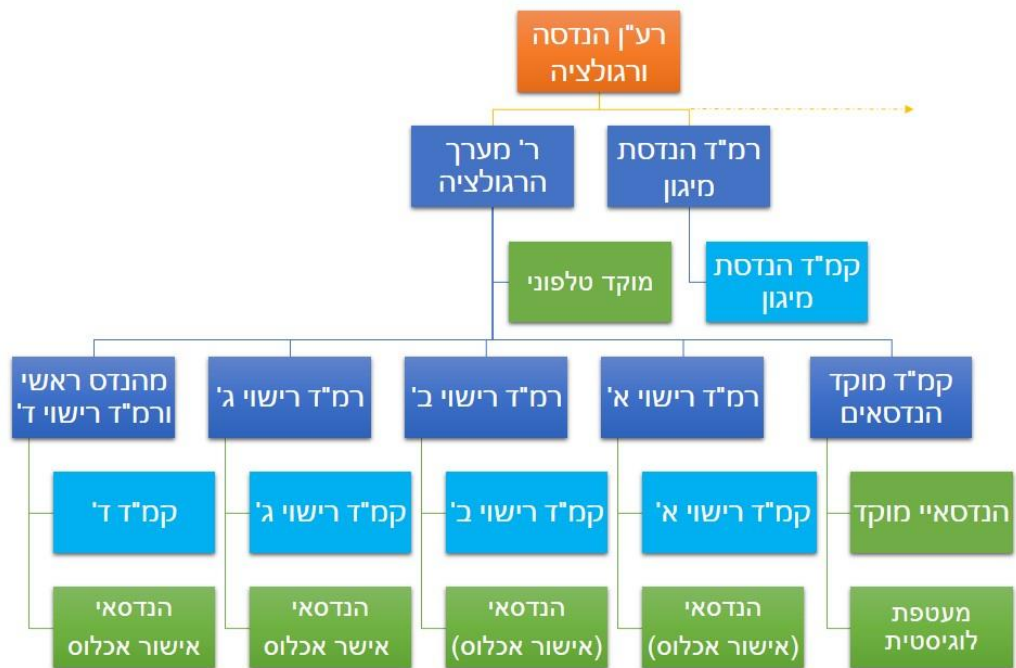 רע"ן הנדסה
ורגולציה
רמ"ד הנדסת
מיגון
ר' מערך
הרגולציה
קמ"ד הנדסת
מיגון
מוקד טלפוני
קמ"ד מוקד
הנדסאים
רמ"ד רישוי א'
רמ"ד רישוי ב'
רמ"ד רישוי ג'
מהנדס ראשי
ורמ"ד רישוי ד'
הנדסאיי מוקד
קמ"ד רישוי א'
קמ"ד רישוי ב'
קמ"ד רישוי ג'
קמ"ד ד'
מעטפת
לוגיסטית
הנדסאי
(אישור אכלוס)
הנדסאי
(אישור אכלוס)
הנדסאי
אישר אכלוס
הנדסאי
אישור אכלוס